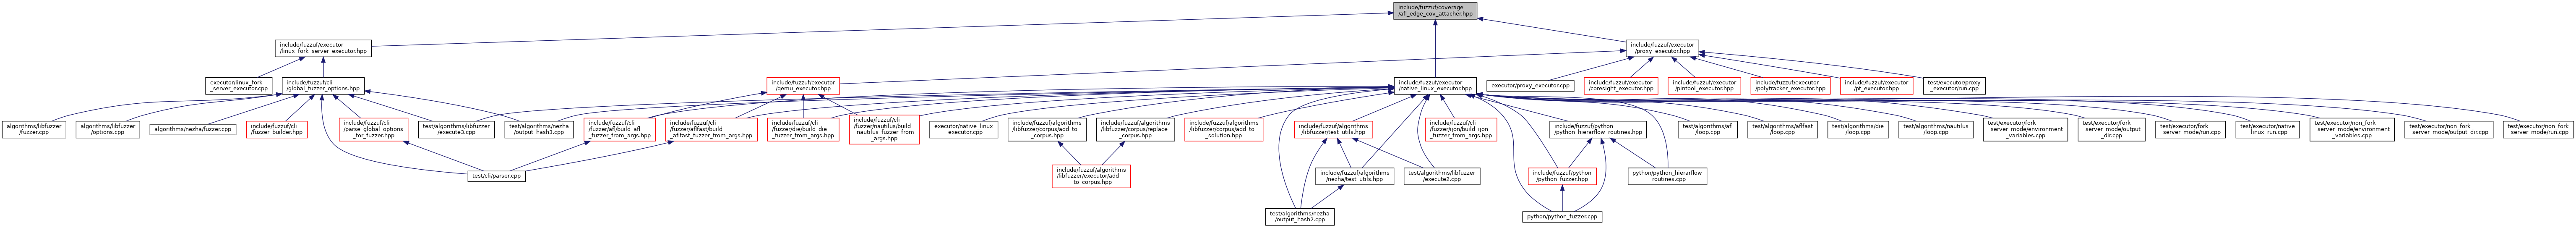 include/fuzzuf/coverage
/afl_edge_cov_attacher.hpp
include/fuzzuf/executor
/linux_fork_server_executor.hpp
include/fuzzuf/executor
/proxy_executor.hpp
executor/linux_fork
_server_executor.cpp
include/fuzzuf/cli
/global_fuzzer_options.hpp
include/fuzzuf/executor
/qemu_executor.hpp
include/fuzzuf/executor
/native_linux_executor.hpp
executor/proxy_executor.cpp
include/fuzzuf/executor
/coresight_executor.hpp
include/fuzzuf/executor
/pintool_executor.hpp
include/fuzzuf/executor
/polytracker_executor.hpp
include/fuzzuf/executor
/pt_executor.hpp
test/executor/proxy
_executor/run.cpp
algorithms/libfuzzer
/fuzzer.cpp
algorithms/libfuzzer
/options.cpp
algorithms/nezha/fuzzer.cpp
include/fuzzuf/cli
/fuzzer_builder.hpp
include/fuzzuf/cli
/parse_global_options
_for_fuzzer.hpp
test/algorithms/libfuzzer
/execute3.cpp
test/algorithms/nezha
/output_hash3.cpp
include/fuzzuf/cli
/fuzzer/afl/build_afl
_fuzzer_from_args.hpp
include/fuzzuf/cli
/fuzzer/aflfast/build
_aflfast_fuzzer_from_args.hpp
include/fuzzuf/cli
/fuzzer/die/build_die
_fuzzer_from_args.hpp
include/fuzzuf/cli
/fuzzer/nautilus/build
_nautilus_fuzzer_from
_args.hpp
executor/native_linux
_executor.cpp
include/fuzzuf/algorithms
/libfuzzer/corpus/add_to
_corpus.hpp
include/fuzzuf/algorithms
/libfuzzer/corpus/replace
_corpus.hpp
include/fuzzuf/algorithms
/libfuzzer/corpus/add_to
_solution.hpp
include/fuzzuf/algorithms
/libfuzzer/test_utils.hpp
include/fuzzuf/cli
/fuzzer/ijon/build_ijon
_fuzzer_from_args.hpp
include/fuzzuf/python
/python_hierarflow_routines.hpp
test/algorithms/afl
/loop.cpp
test/algorithms/aflfast
/loop.cpp
test/algorithms/die
/loop.cpp
test/algorithms/nautilus
/loop.cpp
test/executor/fork
_server_mode/environment
_variables.cpp
test/executor/fork
_server_mode/output
_dir.cpp
test/executor/fork
_server_mode/run.cpp
test/executor/native
_linux_run.cpp
test/executor/non_fork
_server_mode/environment
_variables.cpp
test/executor/non_fork
_server_mode/output_dir.cpp
test/executor/non_fork
_server_mode/run.cpp
test/cli/parser.cpp
include/fuzzuf/algorithms
/libfuzzer/executor/add
_to_corpus.hpp
include/fuzzuf/algorithms
/nezha/test_utils.hpp
test/algorithms/libfuzzer
/execute2.cpp
include/fuzzuf/python
/python_fuzzer.hpp
python/python_hierarflow
_routines.cpp
test/algorithms/nezha
/output_hash2.cpp
python/python_fuzzer.cpp